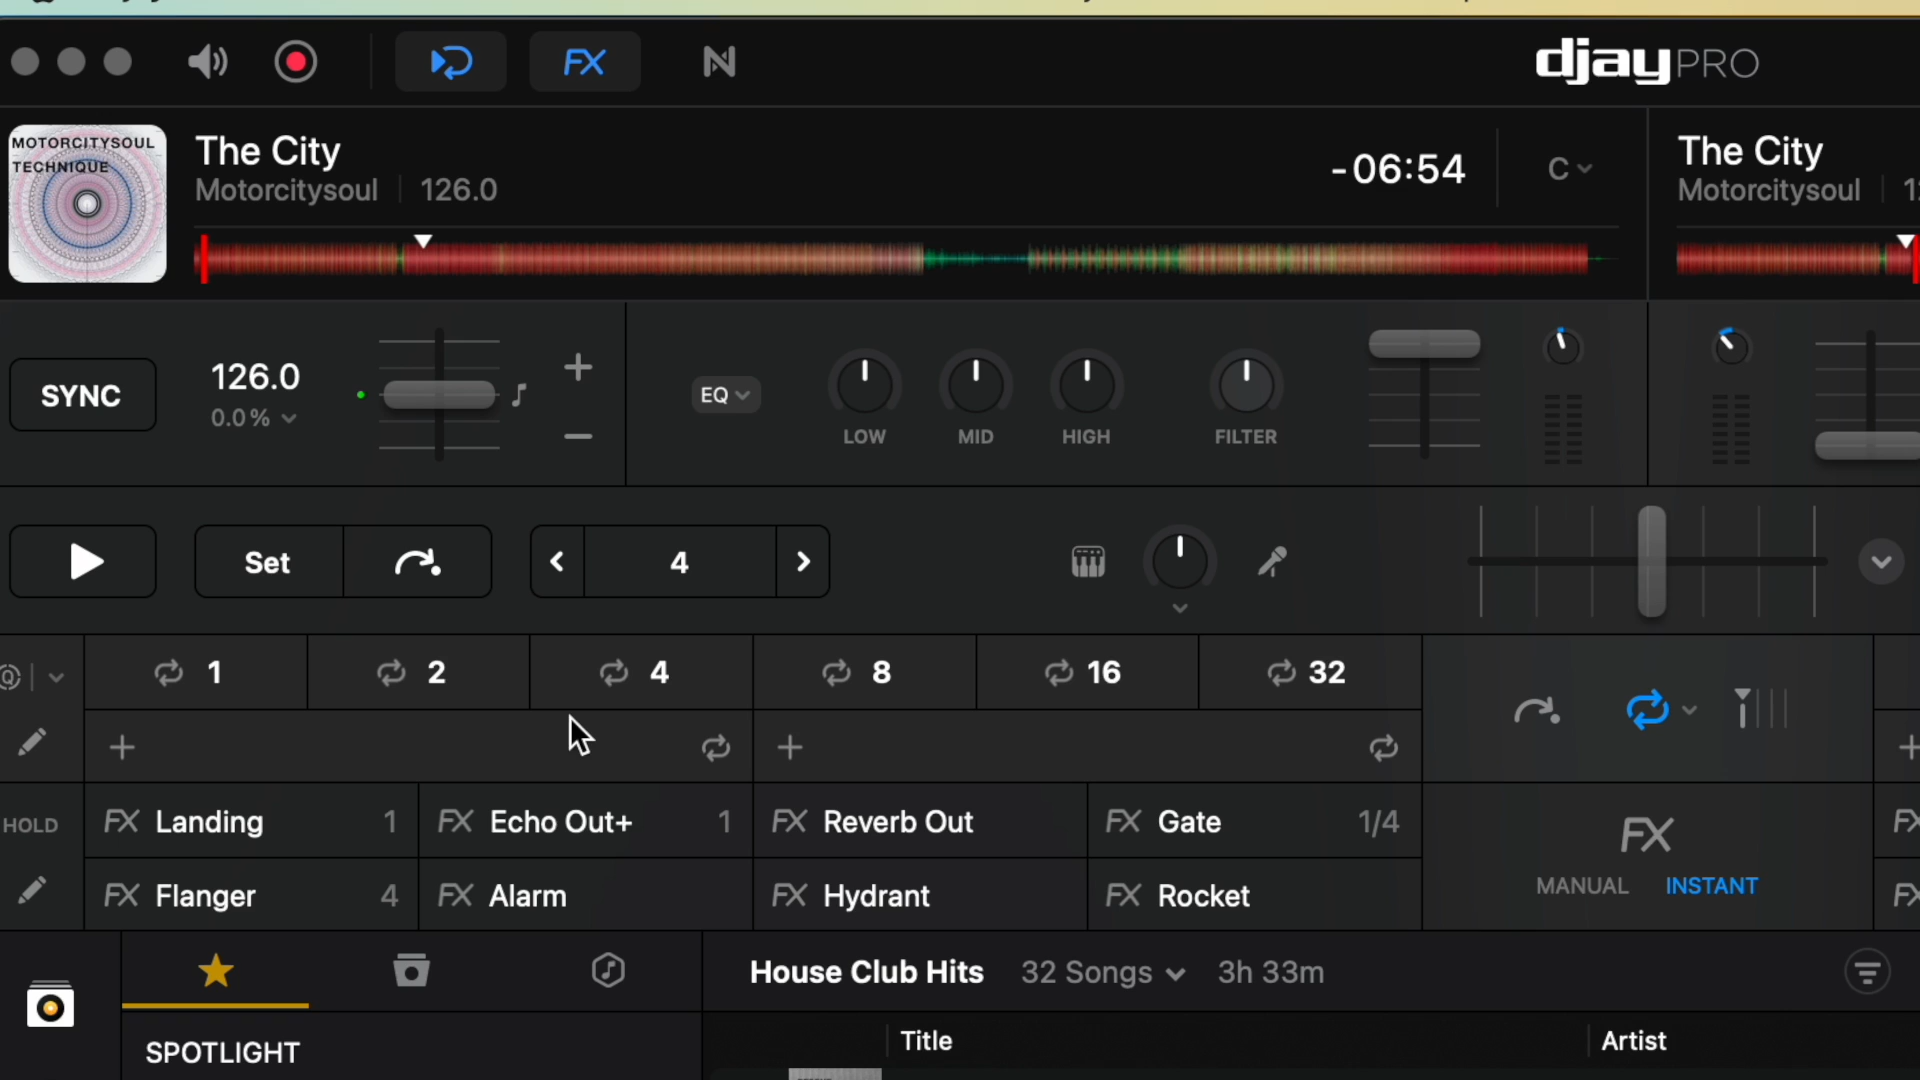 FX
djay PRO
MOTORCITYSOUL
TECHNIQUE
The City
Motorcitysoul 126.0
-06:54
C
The City
Motorcitysoul
SYNC
126.0
0.0%
EQ
LOW
MID
HIGH
FILTER
Set
4
1
2
4
8
16
32
HOLD
FX Landing 1
FX Echo Out+ 1
FX Reverb Out
FX Gate 1/4
FX Flanger 4
FX Alarm
FX Hydrant
FX Rocket
FX
MANUAL INSTANT
House Club Hits 32 Songs 3h 33m
SPOTLIGHT
Title
Artist